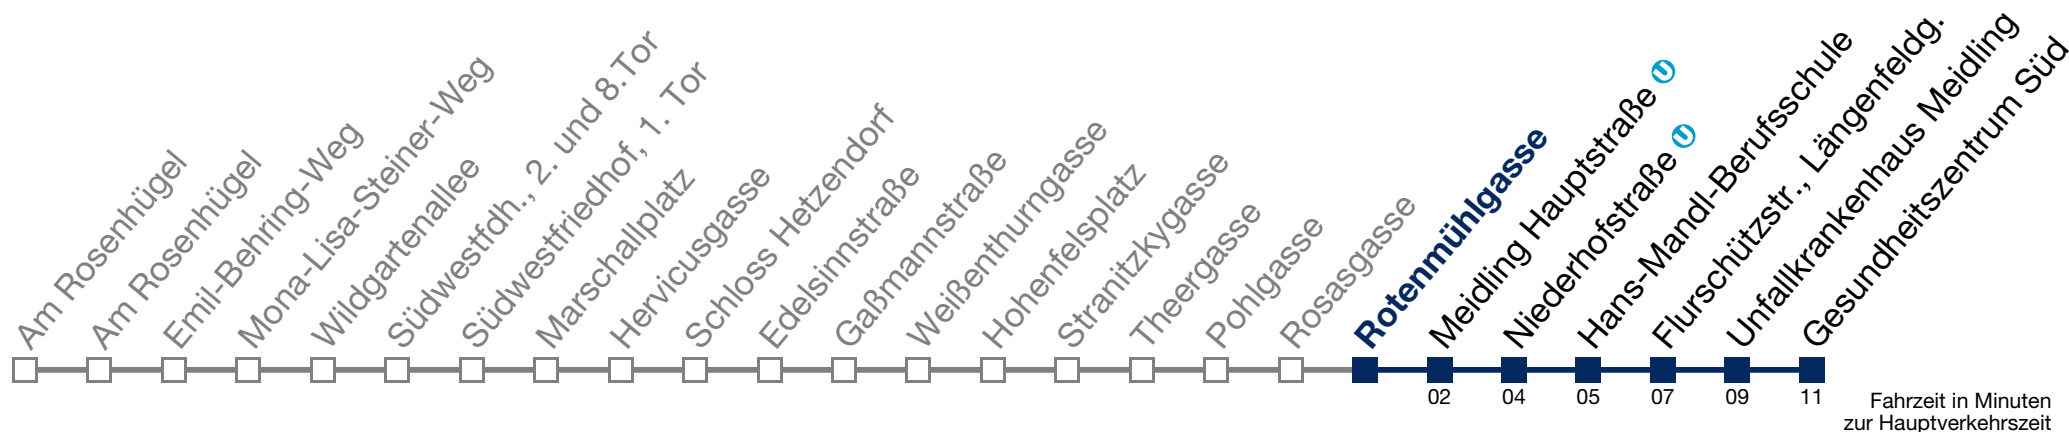 Am Rosenhügel
Am Rosenhügel
Emil-Behring-Weg
Mona-Lisa-Steiner-Weg
Wildgartenallee
Südwestfdh., 2. und 8.Tor
Südwestfriedhof, 1. Tor
Marschallplatz
Hervicusgasse
Schloss Hetzendorf
Edelsinnstraße
Gaßmannstraße
Weißenthurngasse
Hohenfelsplatz
Stranitzkygasse
Theergasse
Pohlgasse
Rosasgasse
Rotenmühlgasse
Meidling Hauptstraße U
Niederhofstraße U
Hans-Mandl-Berufsschule
Flurschützstr., Längenfeldg.
Unfallkrankenhaus Meidling
Gesundheitszentrum Süd
02 04 05 07 09 11
Fahrzeit in Minuten
zur Hauptverkehrszeit